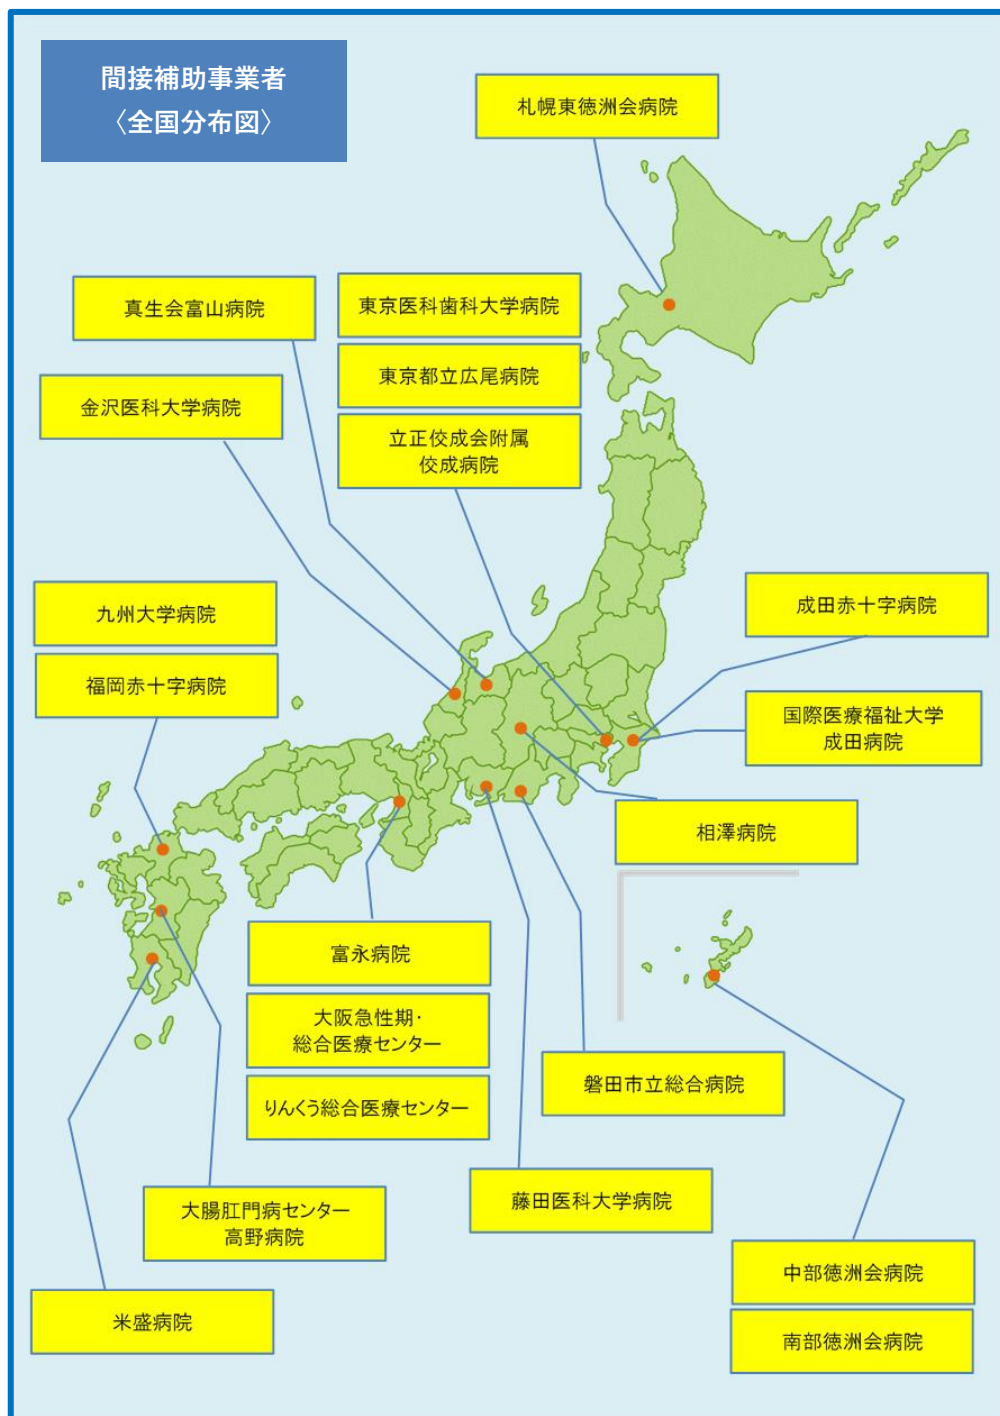 間接補助事業者
〈全国分布図〉
札幌東徳洲会病院
真生会富山病院
東京医科歯科大学病院
東京都立広尾病院
金沢医科大学病院
立正佼成会附属
佼成病院
九州大学病院
福岡赤十字病院
成田赤十字病院
国際医療福祉大学
成田病院
相澤病院
富永病院
大阪急性期・
総合医療センター
りんくう総合医療センター
磐田市立総合病院
藤田医科大学病院
大腸肛門病センター
高野病院
中部徳洲会病院
米盛病院
南部徳洲会病院